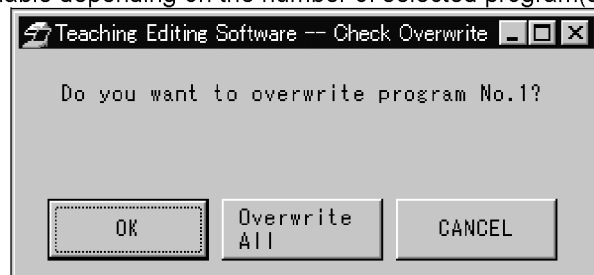 able depending on the number of selected program(s
Teaching Editing Software -- Check Overwrite
Do you want to overwrite program No.1?
OK
Overwrite
All
CANCEL